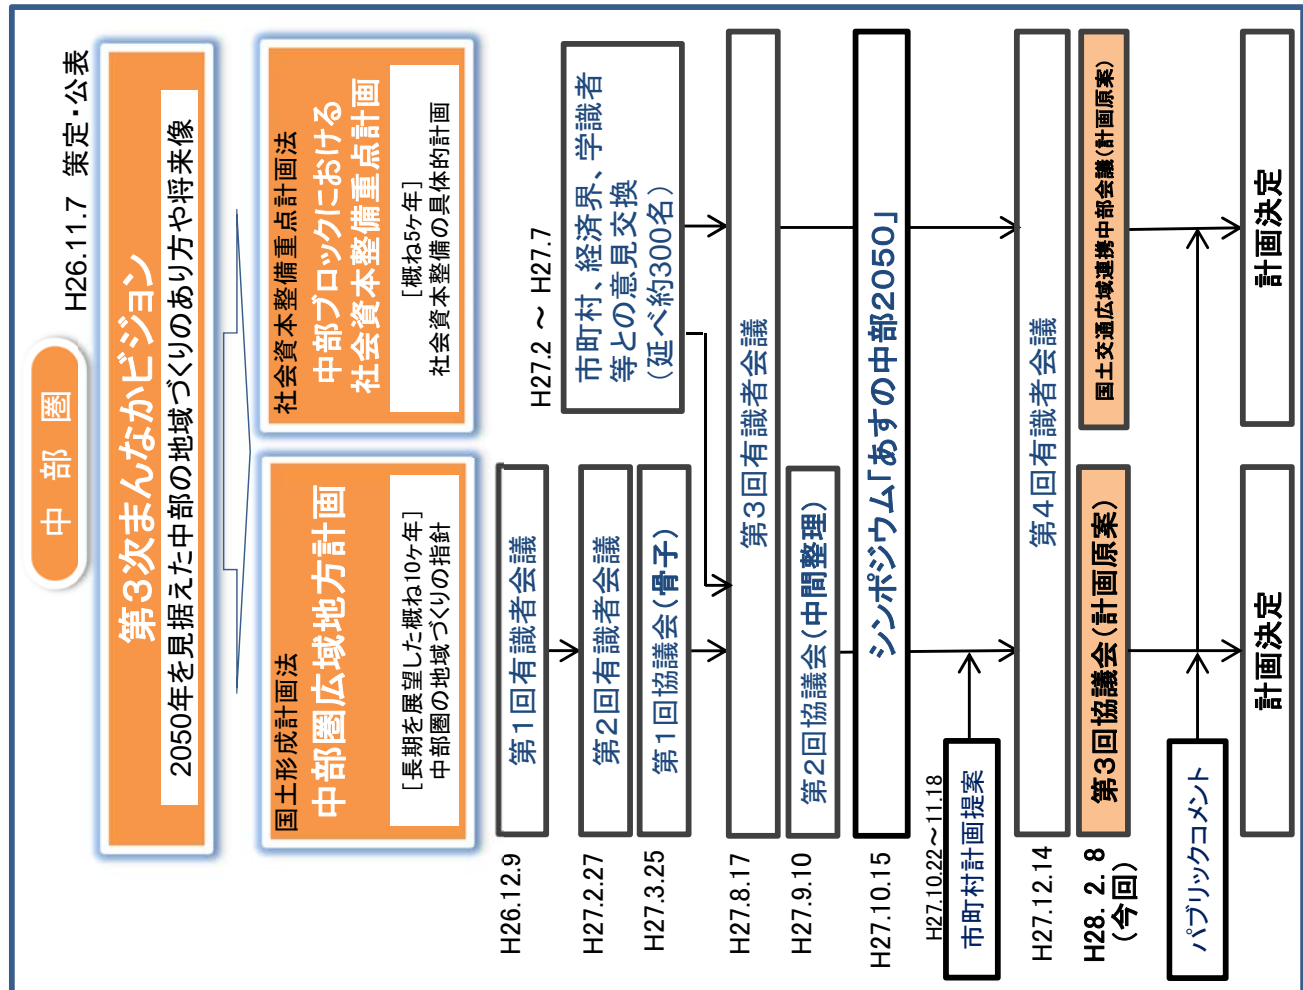 中部圏
第3次まんなかビジョン
2050年を見据えた中部の地域づくりのあり方や将来像
H26.11.7 策定・公表
国土形成計画法
中部圏広域地方計画
[長期を展望した概ね10ヶ年]
中部圏の地域づくりの指針
社会資本整備重点計画法
中部ブロックにおける
社会資本整備重点計画
[概ね5ヶ年]
社会資本整備の具体的計画
H26.12.9
第1回有識者会議
H27.2.27
第2回有識者会議
H27.3.25
第1回協議会(骨子)
H27.2 ～ H27.7
市町村、経済界、学識者
等との意見交換
(延べ約300名)
H27.8.17
第3回有識者会議
H27.9.10
第2回協議会(中間整理)
H27.10.15
シンポジウム「あすの中部2050」
H27.10.22～11.18
市町村計画提案
H27.12.14
第4回有識者会議
H28. 2. 8
(今回)
第3回協議会(計画原案)
国土交通広域連携中部会議(計画原案)
パブリックコメント
計画決定
計画決定